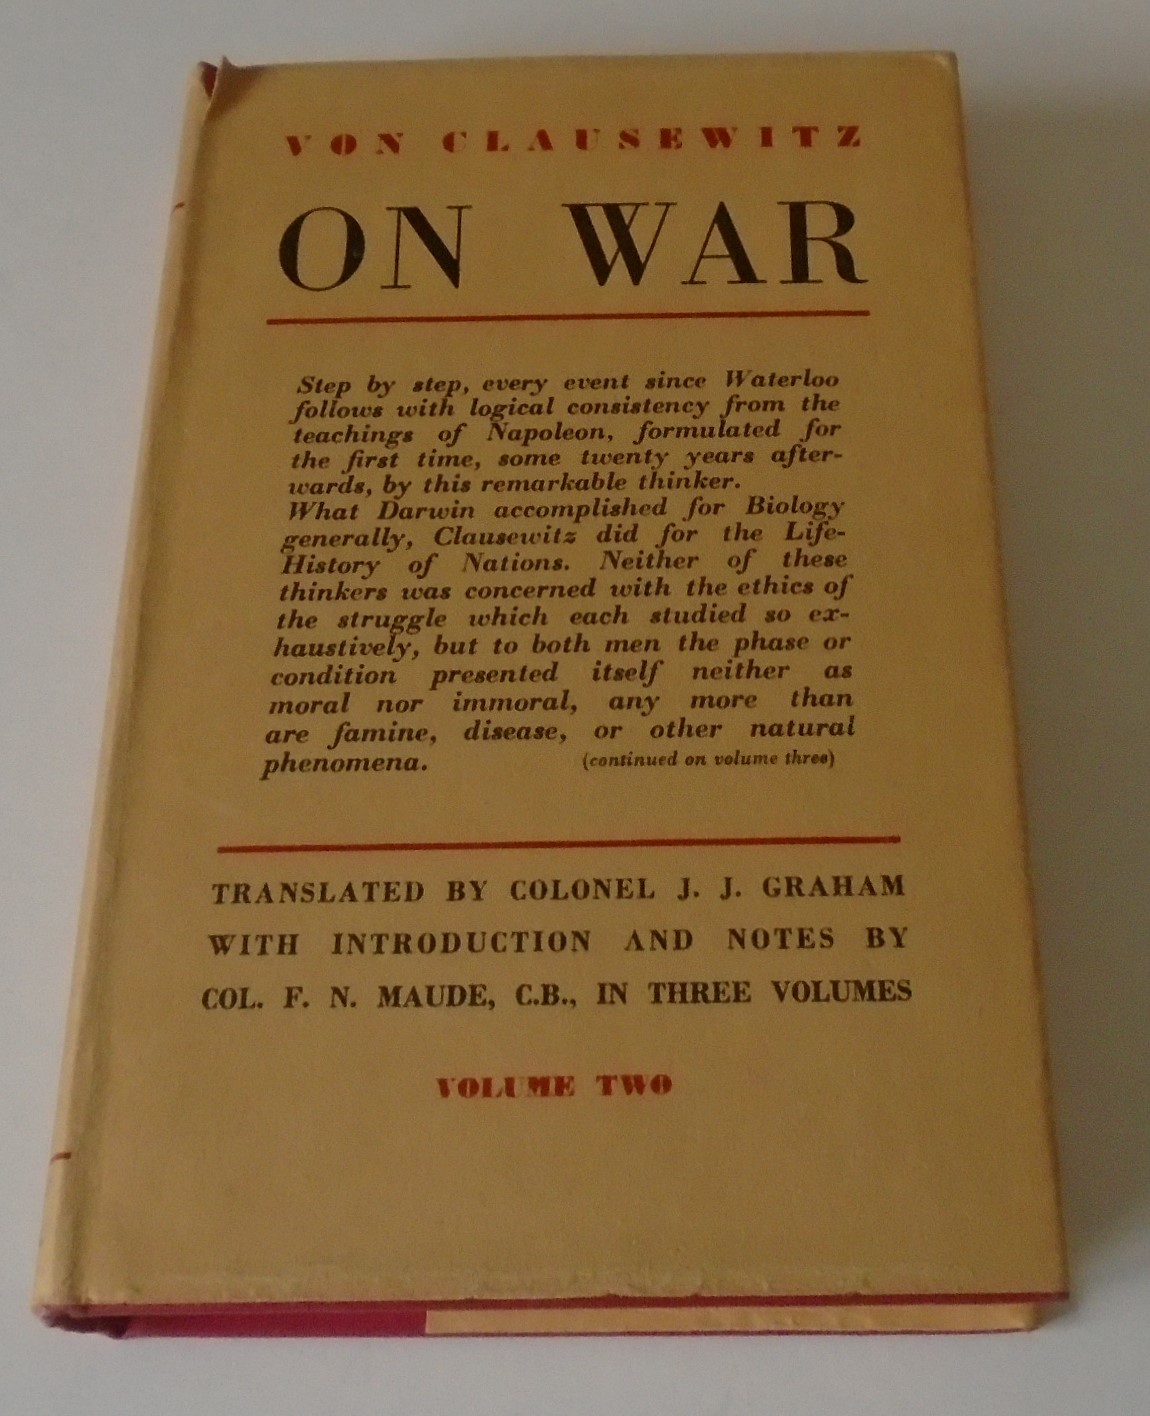 VON CLAUSEWITZ
ON WAR
Step by step, every event since Waterloo
follows with logical consistency from the
teachings of Napoleon, formulated for
the first time, some twenty years after-
wards, by this remarkable thinker.
What Darwin accomplished for Biology
generally, Clausewitz did for the Life-
History of Nations. Neither of these
thinkers was concerned with the ethics of
the struggle which each studied so ex-
haustively, but to both men the phase or
condition presented itself neither as
moral nor immoral, any more than
are famine, disease, or other natural
phenomena. (continued on volume three)
TRANSLATED BY COLONEL J. J. GRAHAM
WITH INTRODUCTION AND NOTES BY
COL. F. N. MAUDE, C.B., IN THREE VOLUMES
VOLUME TWO